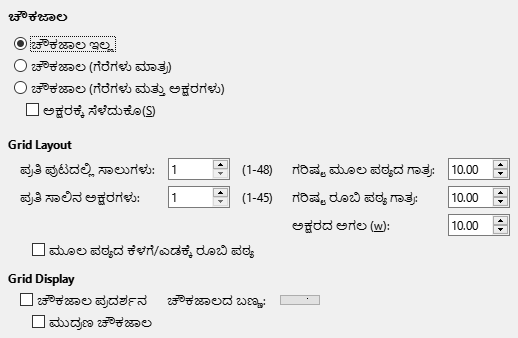 ಚೌಕಜಾಲ
ಚೌಕಜಾಲ ಇಲ್ಲ
ಚೌಕಜಾಲ (ಗೆರೆಗಳು ಮಾತ್ರ)
ಚೌಕಜಾಲ (ಗೆರೆಗಳು ಮತ್ತು ಅಕ್ಷರಗಳು)
ಅಕ್ಷರಕ್ಕೆ ಸೆಳೆದುಕೊ(S)
Grid Layout
ಪ್ರತಿ ಪುಟದಲ್ಲಿ ಸಾಲುಗಳು: 1 (1-48) ಗರಿಷ್ಟ ಮೂಲ ಪಠ್ಯದ ಗಾತ್ರ: 10.00
ಪ್ರತಿ ಸಾಲಿನ ಅಕ್ಷರಗಳು: 1 (1-45) ಗರಿಷ್ಟ ರೂಬಿ ಪಠ್ಯ ಗಾತ್ರ: 10.00
ಅಕ್ಷರದ ಅಗಲ (w): 10.00
ಮೂಲ ಪಠ್ಯದ ಕೆಳಗೆ/ಎಡಕ್ಕೆ ರೂಬಿ ಪಠ್ಯ
Grid Display
ಚೌಕಜಾಲ ಪ್ರದರ್ಶನ ಚೌಕಜಾಲದ ಬಣ್ಣ:
ಮುದ್ರಣ ಚೌಕಜಾಲ